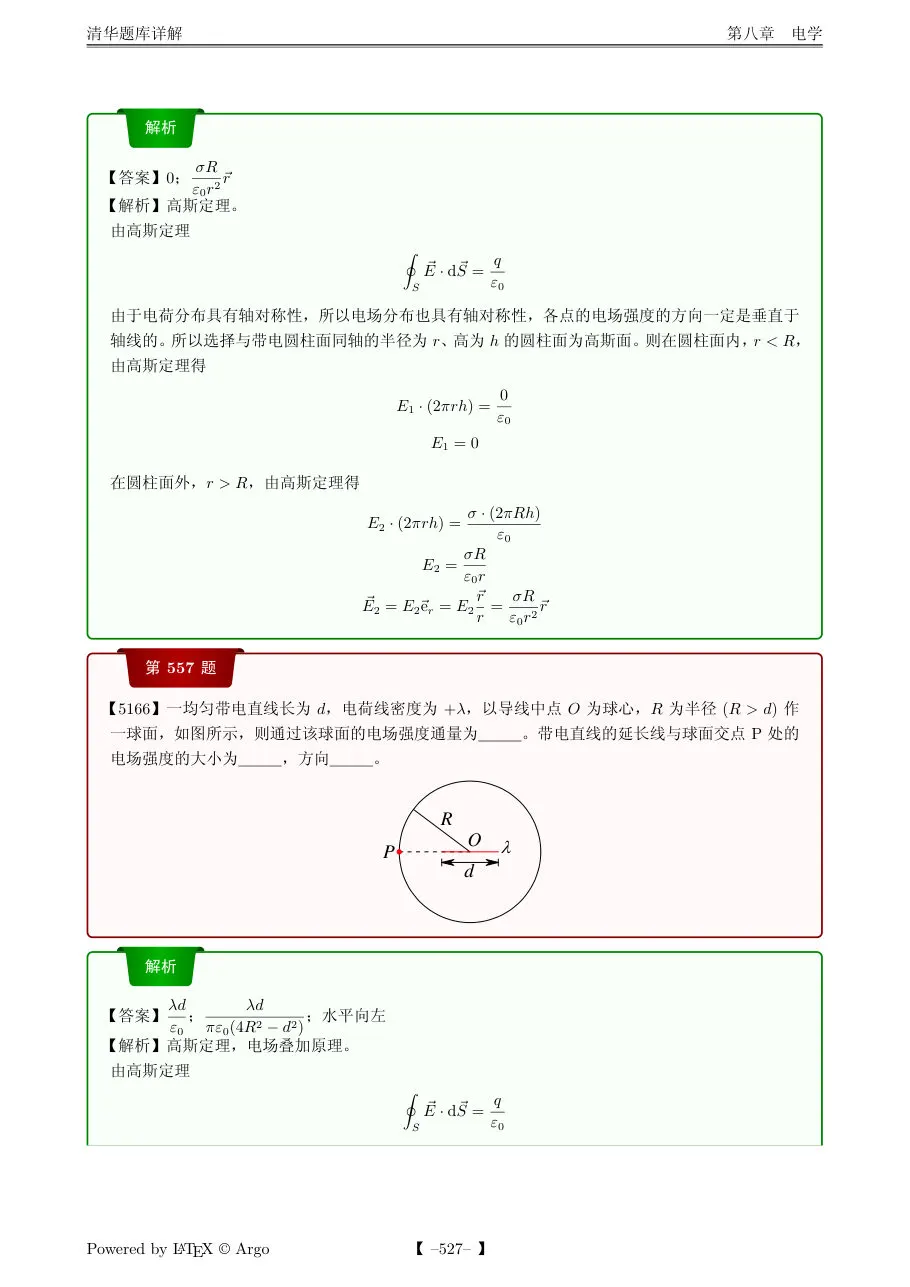 清华题库详解 第八章 电学
解析
【答案】0；$\frac{\sigma R}{\varepsilon_0 r^2}\vec{r}$
【解析】高斯定理。
由高斯定理
$\oint_S \vec{E} \cdot \mathrm{d}\vec{S} = \frac{q}{\varepsilon_0}$
由于电荷分布具有轴对称性，所以电场分布也具有轴对称性，各点的电场强度的方向一定是垂直于
轴线的。所以选择与带电圆柱面同轴的半径为 r、高为 h 的圆柱面为高斯面。则在圆柱面内，r < R，
由高斯定理得
$E_1 \cdot (2\pi rh) = \frac{0}{\varepsilon_0}$
$E_1 = 0$
在圆柱面外，r > R，由高斯定理得
$E_2 \cdot (2\pi rh) = \frac{\sigma \cdot (2\pi Rh)}{\varepsilon_0}$
$E_2 = \frac{\sigma R}{\varepsilon_0 r}$
$\vec{E}_2 = E_2 \vec{\mathrm{e}}_r = E_2 \frac{\vec{r}}{r} = \frac{\sigma R}{\varepsilon_0 r^2}\vec{r}$
第 557 题
【5166】一均匀带电直线长为 d，电荷线密度为 +λ，以导线中点 O 为球心，R 为半径 (R > d) 作
一球面，如图所示，则通过该球面的电场强度通量为_____。带电直线的延长线与球面交点 P 处的
电场强度的大小为_____，方向_____。
R
P O λ
d
解析
【答案】$\frac{\lambda d}{\varepsilon_0}$；$\frac{\lambda d}{\pi\varepsilon_0(4R^2 - d^2)}$；水平向左
【解析】高斯定理，电场叠加原理。
由高斯定理
$\oint_S \vec{E} \cdot \mathrm{d}\vec{S} = \frac{q}{\varepsilon_0}$
Powered by LATEX © Argo 【 –527– 】